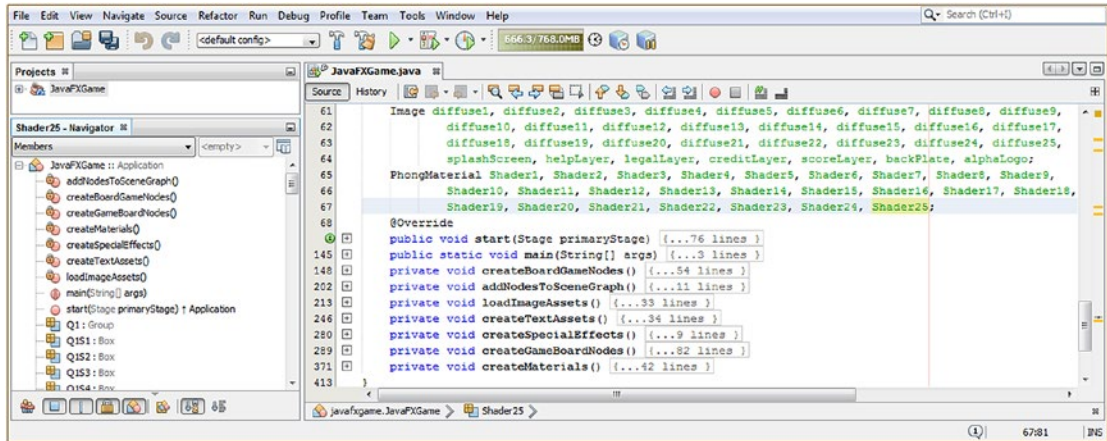 File Edit View Navigate Source Refactor Run Debug Profile Team Tools Window Help
Search (Ctrl+I)
<default config>
666.3/768.0MB
Projects
JavaFXGame
Shader25 - Navigator
Members
<empty>
JavaFXGame :: Application
addNodesToSceneGraph()
createBoardGameNodes()
createGameBoardNodes()
createMaterials()
createSpecialEffects()
createTextAssets()
loadImageAssets()
main(String[] args)
start(Stage primaryStage) ↑ Application
Q1 : Group
Q1S1 : Box
Q1S2 : Box
Q1S3 : Box
Q1S4 : Box
JavaFXGame.java
Source History
61 Image diffuse1, diffuse2, diffuse3, diffuse4, diffuse5, diffuse6, diffuse7, diffuse8, diffuse9,
62 diffuse10, diffuse11, diffuse12, diffuse13, diffuse14, diffuse15, diffuse16, diffuse17,
63 diffuse18, diffuse19, diffuse20, diffuse21, diffuse22, diffuse23, diffuse24, diffuse25,
64 splashScreen, helpLayer, legalLayer, creditLayer, scoreLayer, backPlate, alphaLogo;
65 PhongMaterial Shader1, Shader2, Shader3, Shader4, Shader5, Shader6, Shader7, Shader8, Shader9,
66 Shader10, Shader11, Shader12, Shader13, Shader14, Shader15, Shader16, Shader17, Shader18,
67 Shader19, Shader20, Shader21, Shader22, Shader23, Shader24, Shader25;
68 @Override
public void start(Stage primaryStage) {...76 lines }
145 public static void main(String[] args) {...3 lines }
148 private void createBoardGameNodes() {...54 lines }
202 private void addNodesToSceneGraph() {...11 lines }
213 private void loadImageAssets() {...33 lines }
246 private void createTextAssets() {...34 lines }
280 private void createSpecialEffects() {...9 lines }
289 private void createGameBoardNodes() {...82 lines }
371 private void createMaterials() {...42 lines }
413 }
javafxgame.JavaFXGame
Shader25
67:81 INS